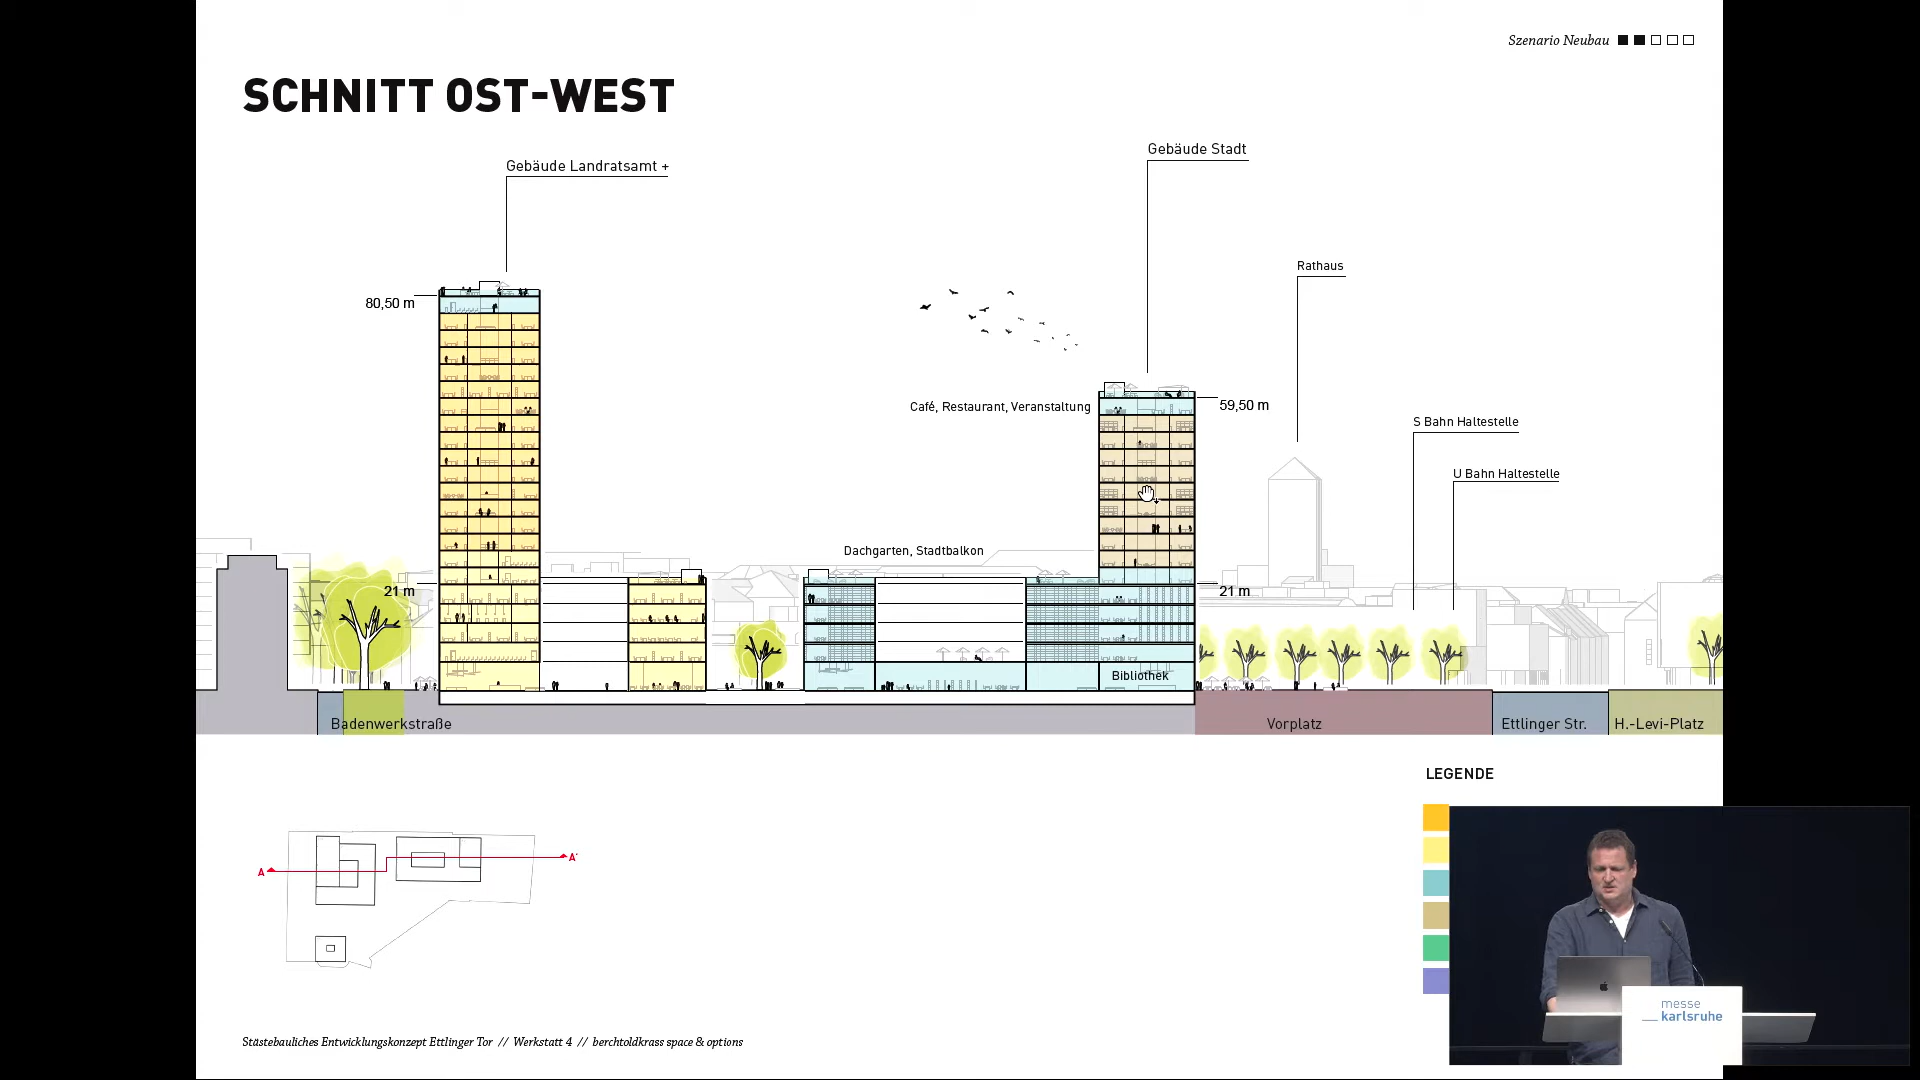 Szenario Neubau
SCHNITT OST-WEST
Gebäude Stadt
Gebäude Landratsamt +
Rathaus
80,50 m
Café, Restaurant, Veranstaltung
59,50 m
S Bahn Haltestelle
U Bahn Haltestelle
Dachgarten, Stadtbalkon
21 m
21 m
Bibliothek
Badenwerkstraße
Vorplatz
Ettlinger Str.
H.-Levi-Platz
LEGENDE
A
A'
messe
karlsruhe
Stästebauliches Entwicklungskonzept Ettlinger Tor // Werkstatt 4 // berchtoldkrass space & options